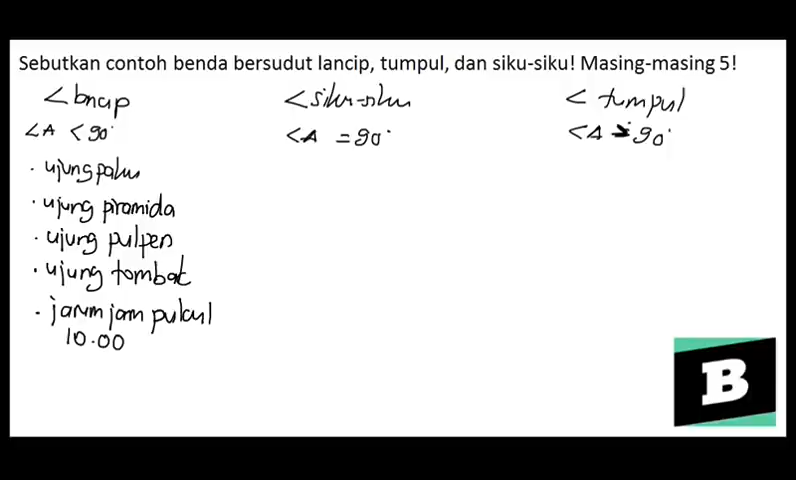 Sebutkan contoh benda bersudut lancip, tumpul, dan siku-siku! Masing-masing 5!
∠ lancip
∠A < 90°
· ujung paku
· ujung piramida
· ujung pulpen
· ujung tombak
· jarum jam pukul
10.00
∠ siku-siku
∠A = 90°
∠ tumpul
∠A > 90°
B